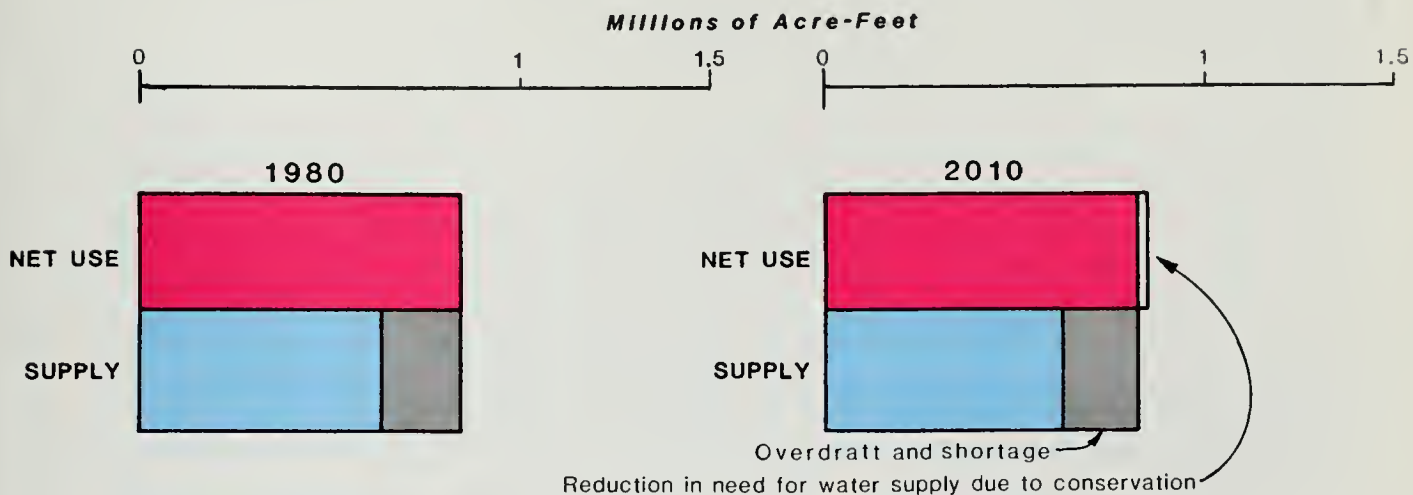 Millions of Acre-Feet
0 1 1.5 0 1 1.5
1980 2010
NET USE NET USE
SUPPLY SUPPLY
Overdratt and shortage
Reduction in need for water supply due to conservation